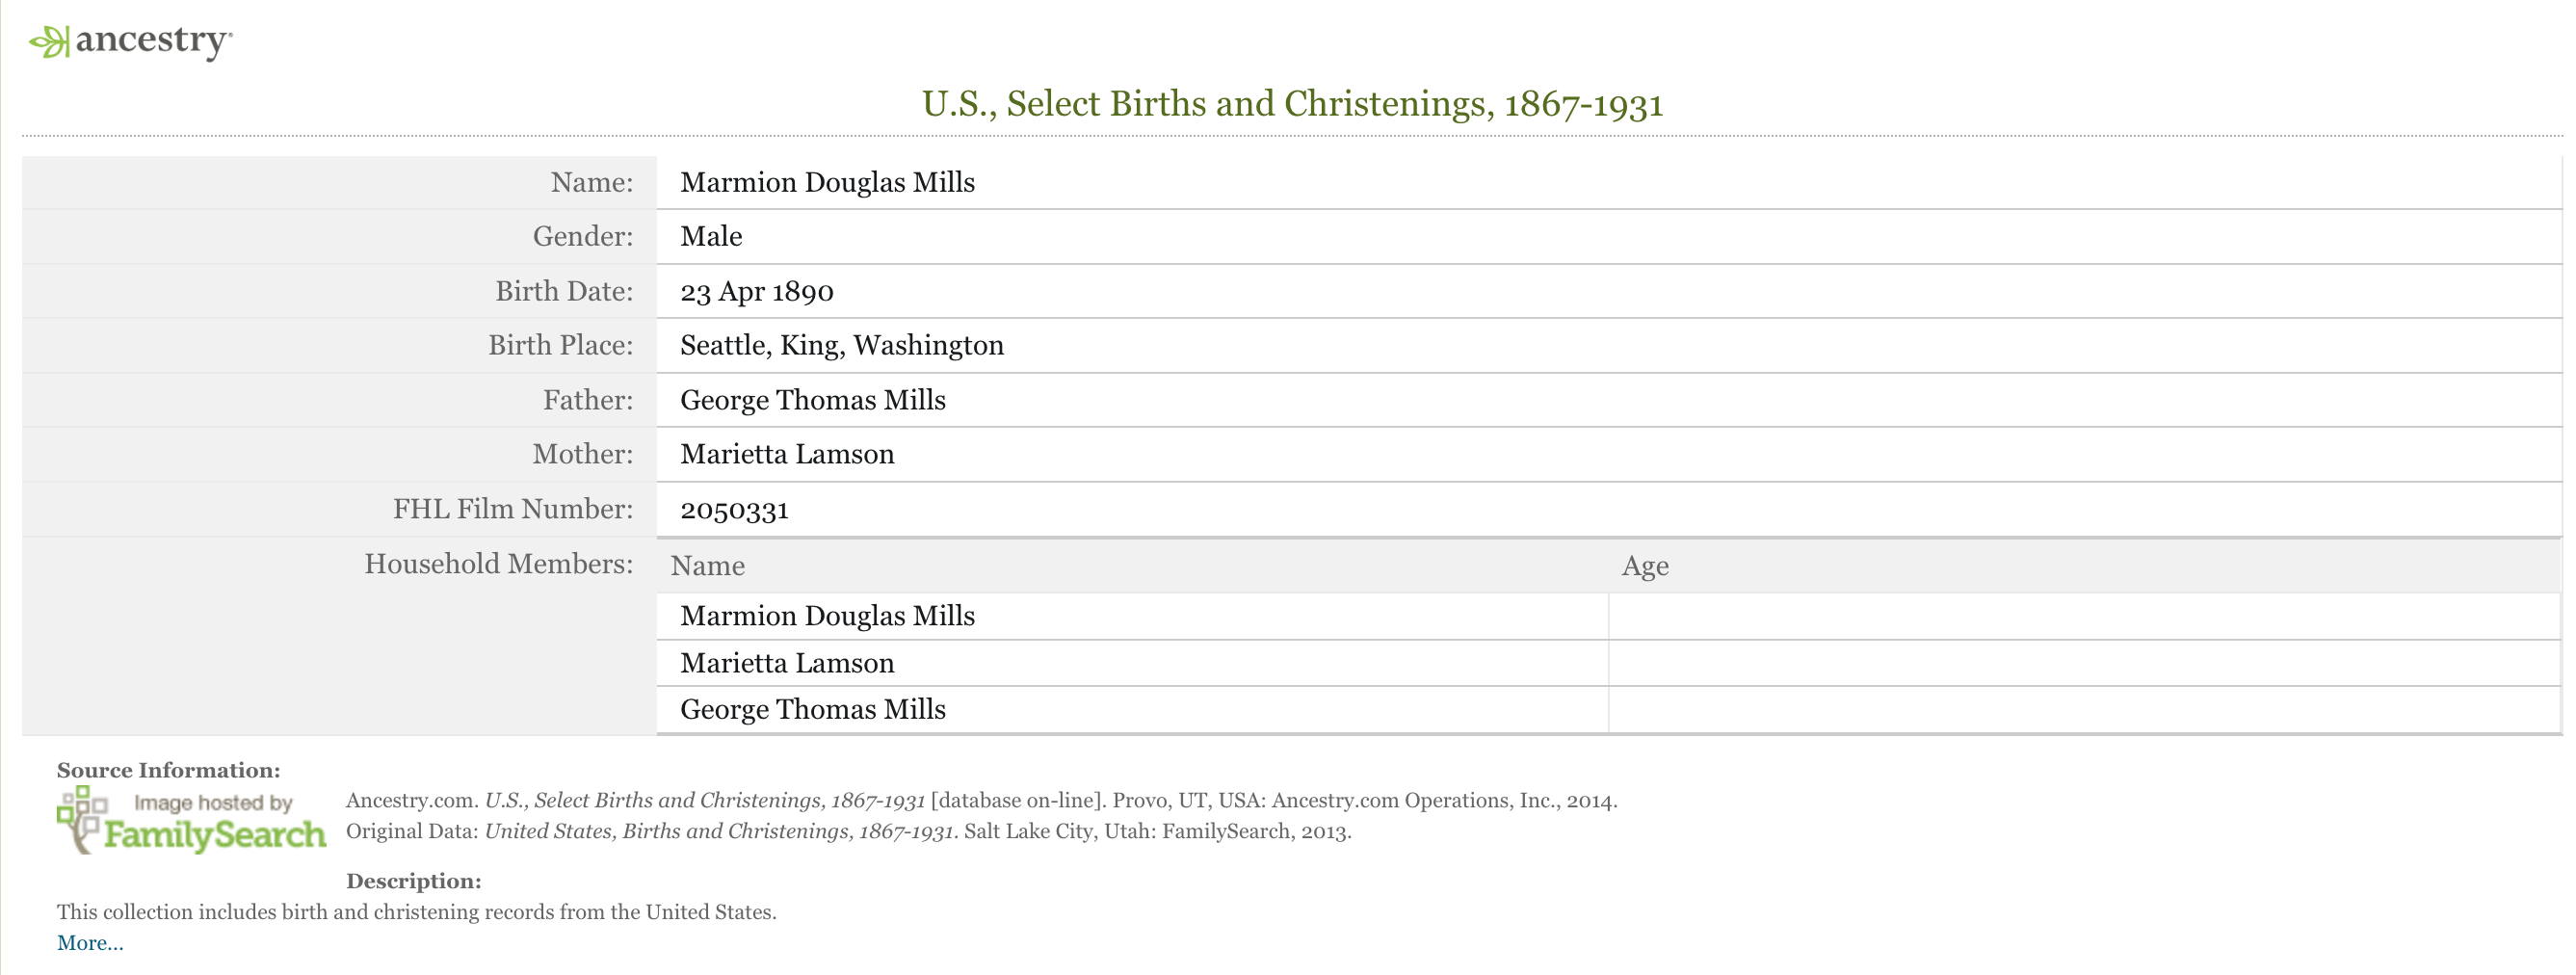 ancestry
U.S., Select Births and Christenings, 1867-1931
Name: Marmion Douglas Mills
Gender: Male
Birth Date: 23 Apr 1890
Birth Place: Seattle, King, Washington
Father: George Thomas Mills
Mother: Marietta Lamson
FHL Film Number: 2050331
Household Members: Name Age
Marmion Douglas Mills
Marietta Lamson
George Thomas Mills
Source Information:
Image hosted by
FamilySearch
Ancestry.com. U.S., Select Births and Christenings, 1867-1931 [database on-line]. Provo, UT, USA: Ancestry.com Operations, Inc., 2014.
Original Data: United States, Births and Christenings, 1867-1931. Salt Lake City, Utah: FamilySearch, 2013.
Description:
This collection includes birth and christening records from the United States.
More...